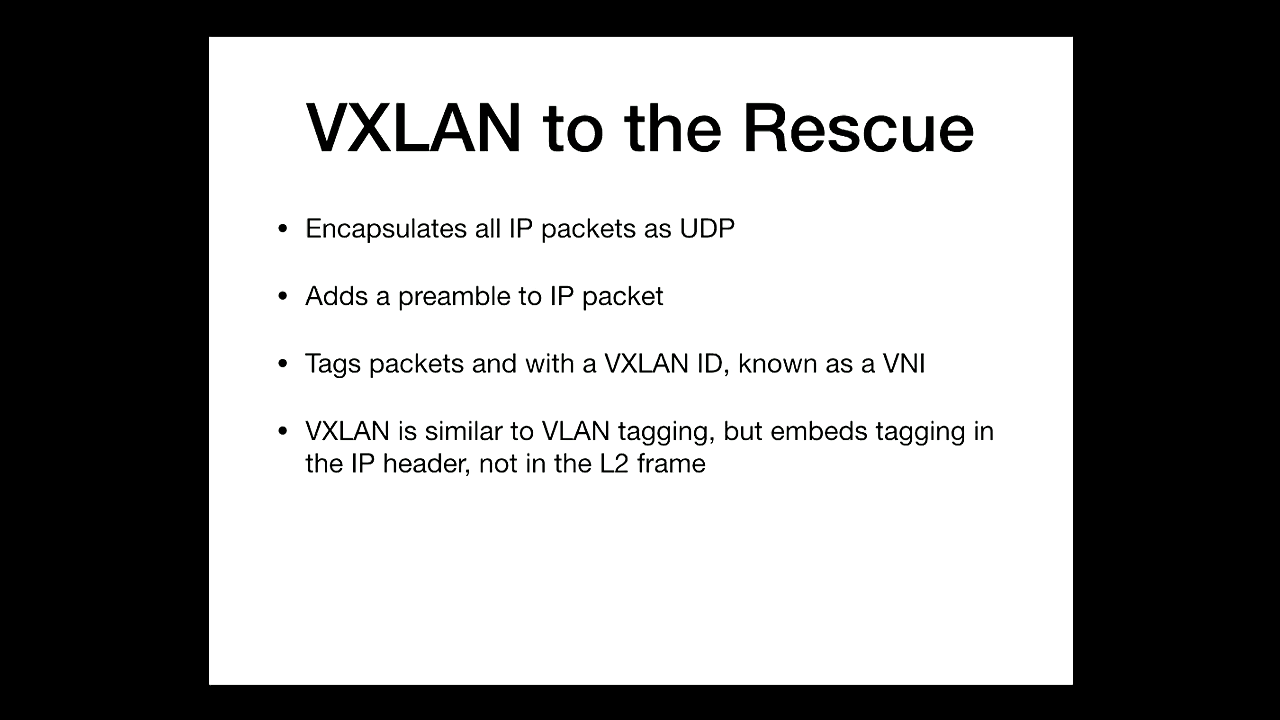 VXLAN to the Rescue
• Encapsulates all IP packets as UDP
• Adds a preamble to IP packet
• Tags packets and with a VXLAN ID, known as a VNI
• VXLAN is similar to VLAN tagging, but embeds tagging in
the IP header, not in the L2 frame